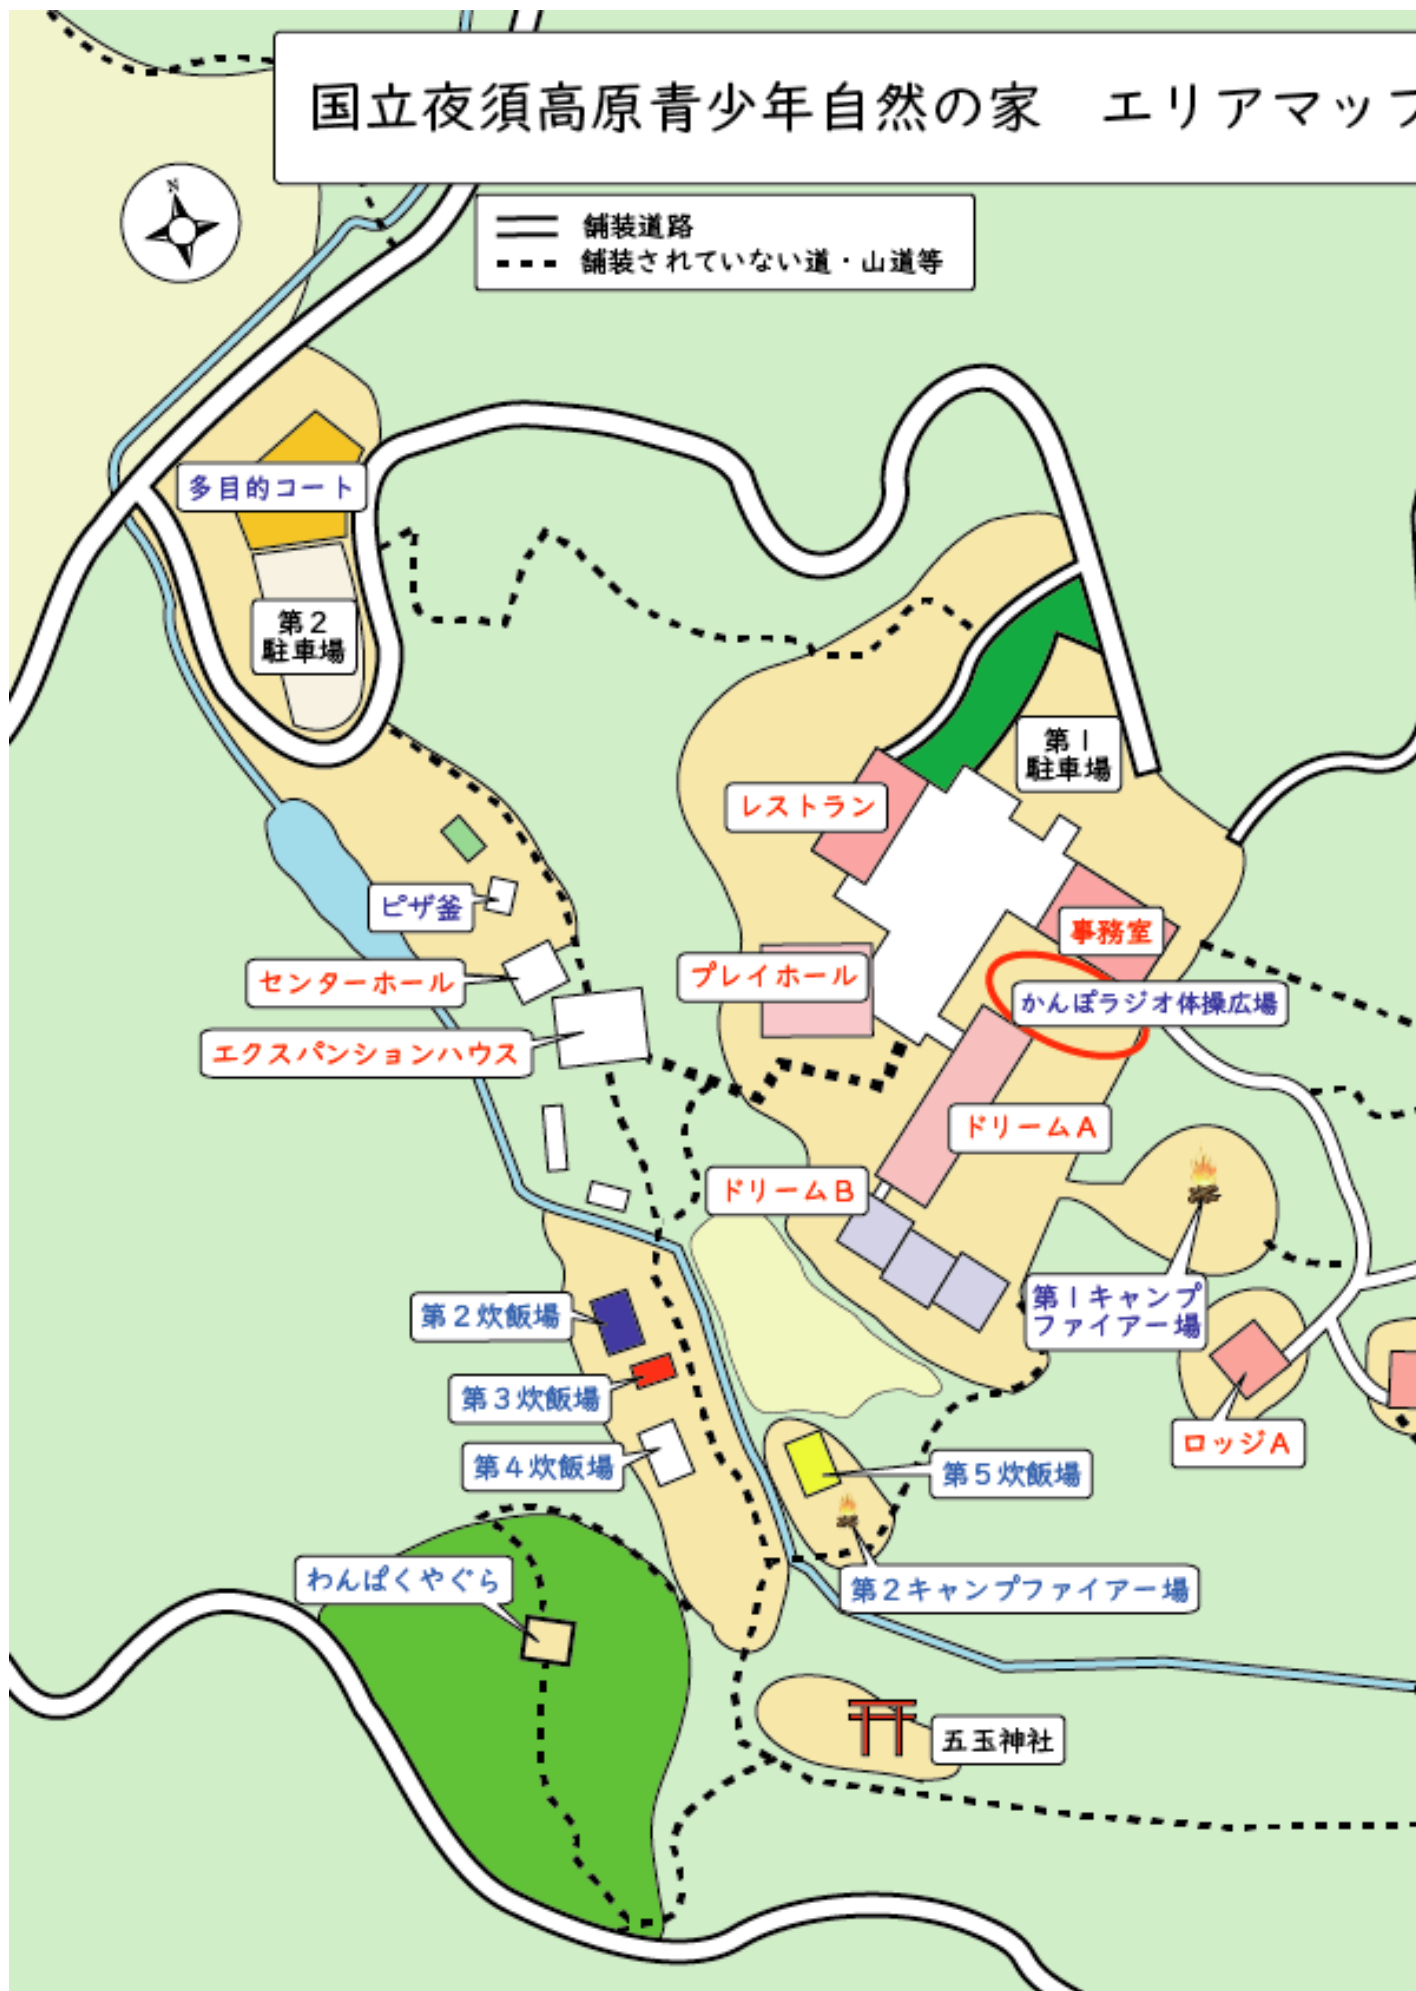 国立夜須高原青少年自然の家　エリアマップ
N
舗装道路
舗装されていない道・山道等
多目的コート
第2
駐車場
第1
駐車場
レストラン
ピザ釜
事務室
センターホール
プレイホール
かんぽラジオ体操広場
エクスパンションハウス
ドリームA
ドリームB
第1キャンプ
ファイアー場
第2炊飯場
第3炊飯場
ロッジA
第4炊飯場
第5炊飯場
わんぱくやぐら
第2キャンプファイアー場
五玉神社